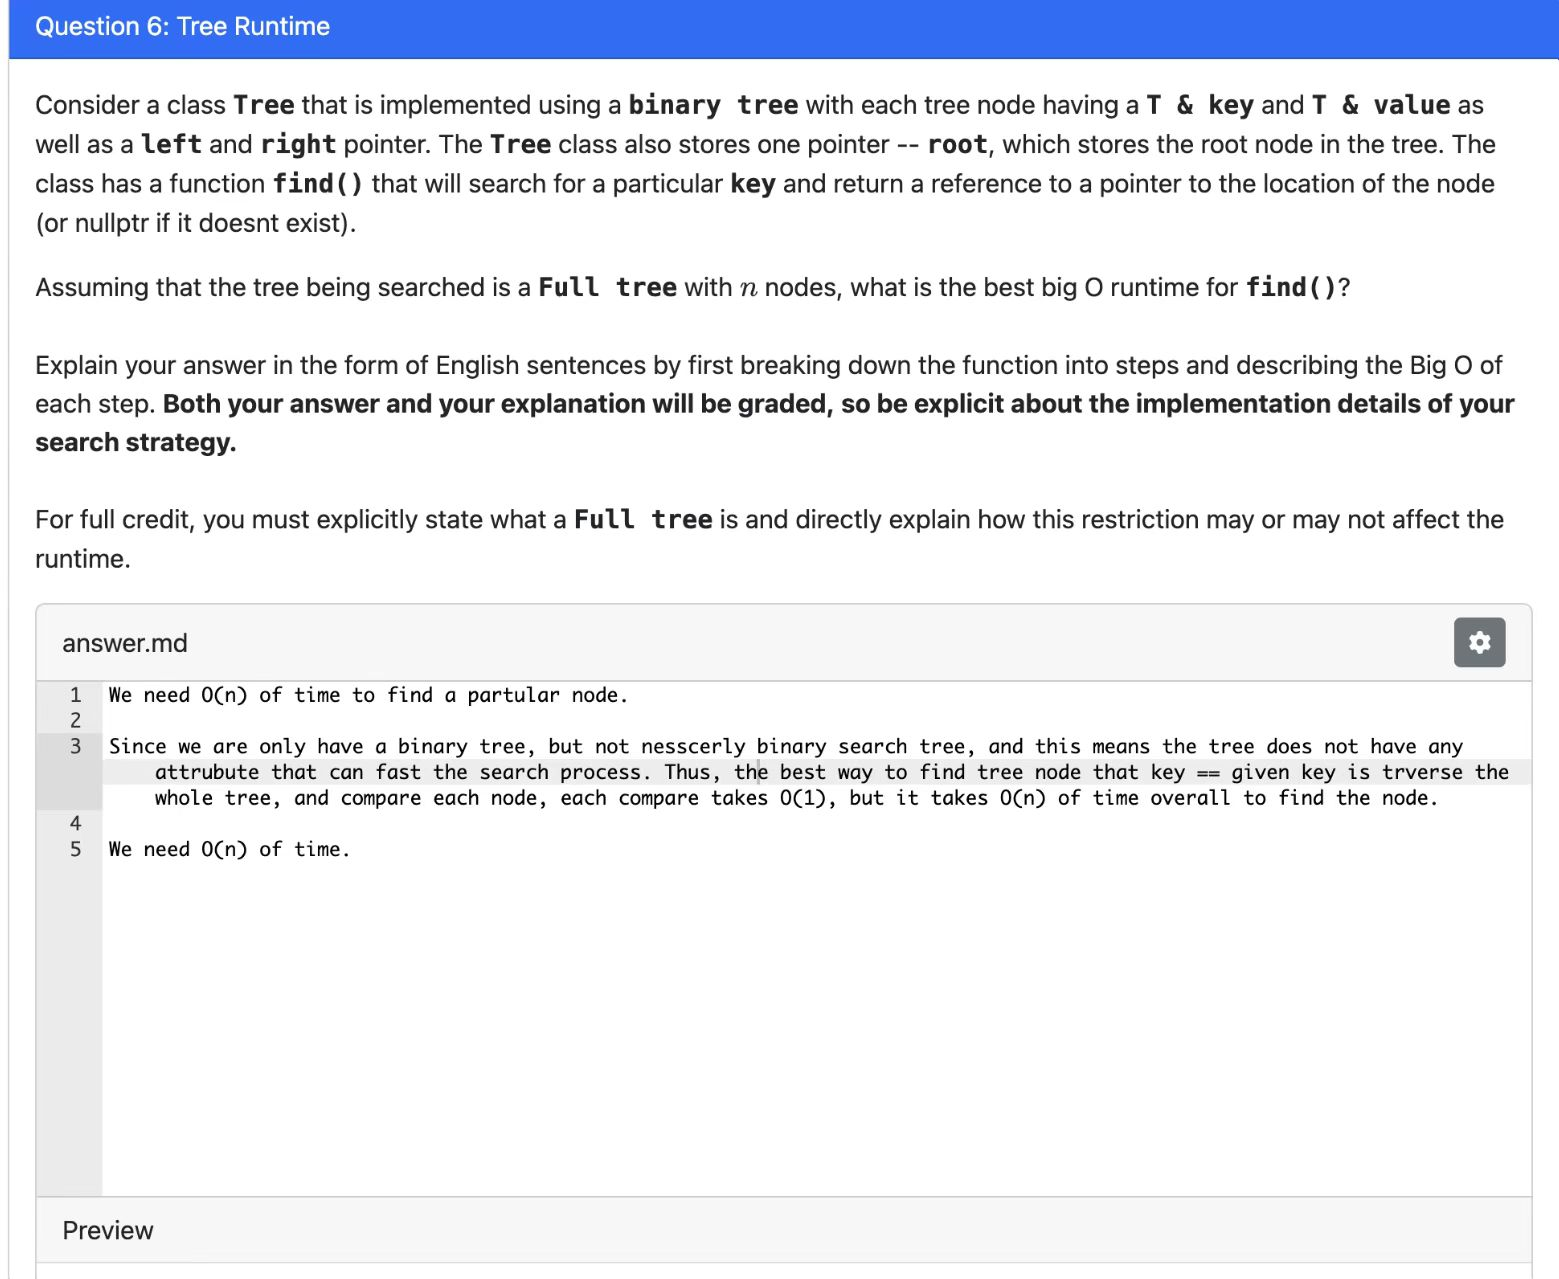 Question 6: Tree Runtime
Consider a class Tree that is implemented using a binary tree with each tree node having a T & key and T & value as
well as a left and right pointer. The Tree class also stores one pointer -- root, which stores the root node in the tree. The
class has a function find() that will search for a particular key and return a reference to a pointer to the location of the node
(or nullptr if it doesnt exist).
Assuming that the tree being searched is a Full tree with n nodes, what is the best big O runtime for find()?
Explain your answer in the form of English sentences by first breaking down the function into steps and describing the Big O of
each step. Both your answer and your explanation will be graded, so be explicit about the implementation details of your
search strategy.
For full credit, you must explicitly state what a Full tree is and directly explain how this restriction may or may not affect the
runtime.
answer.md
1 We need O(n) of time to find a partular node.
2
3 Since we are only have a binary tree, but not nesscerly binary search tree, and this means the tree does not have any
attrubute that can fast the search process. Thus, the best way to find tree node that key == given key is trverse the
whole tree, and compare each node, each compare takes O(1), but it takes O(n) of time overall to find the node.
4
5 We need O(n) of time.
Preview